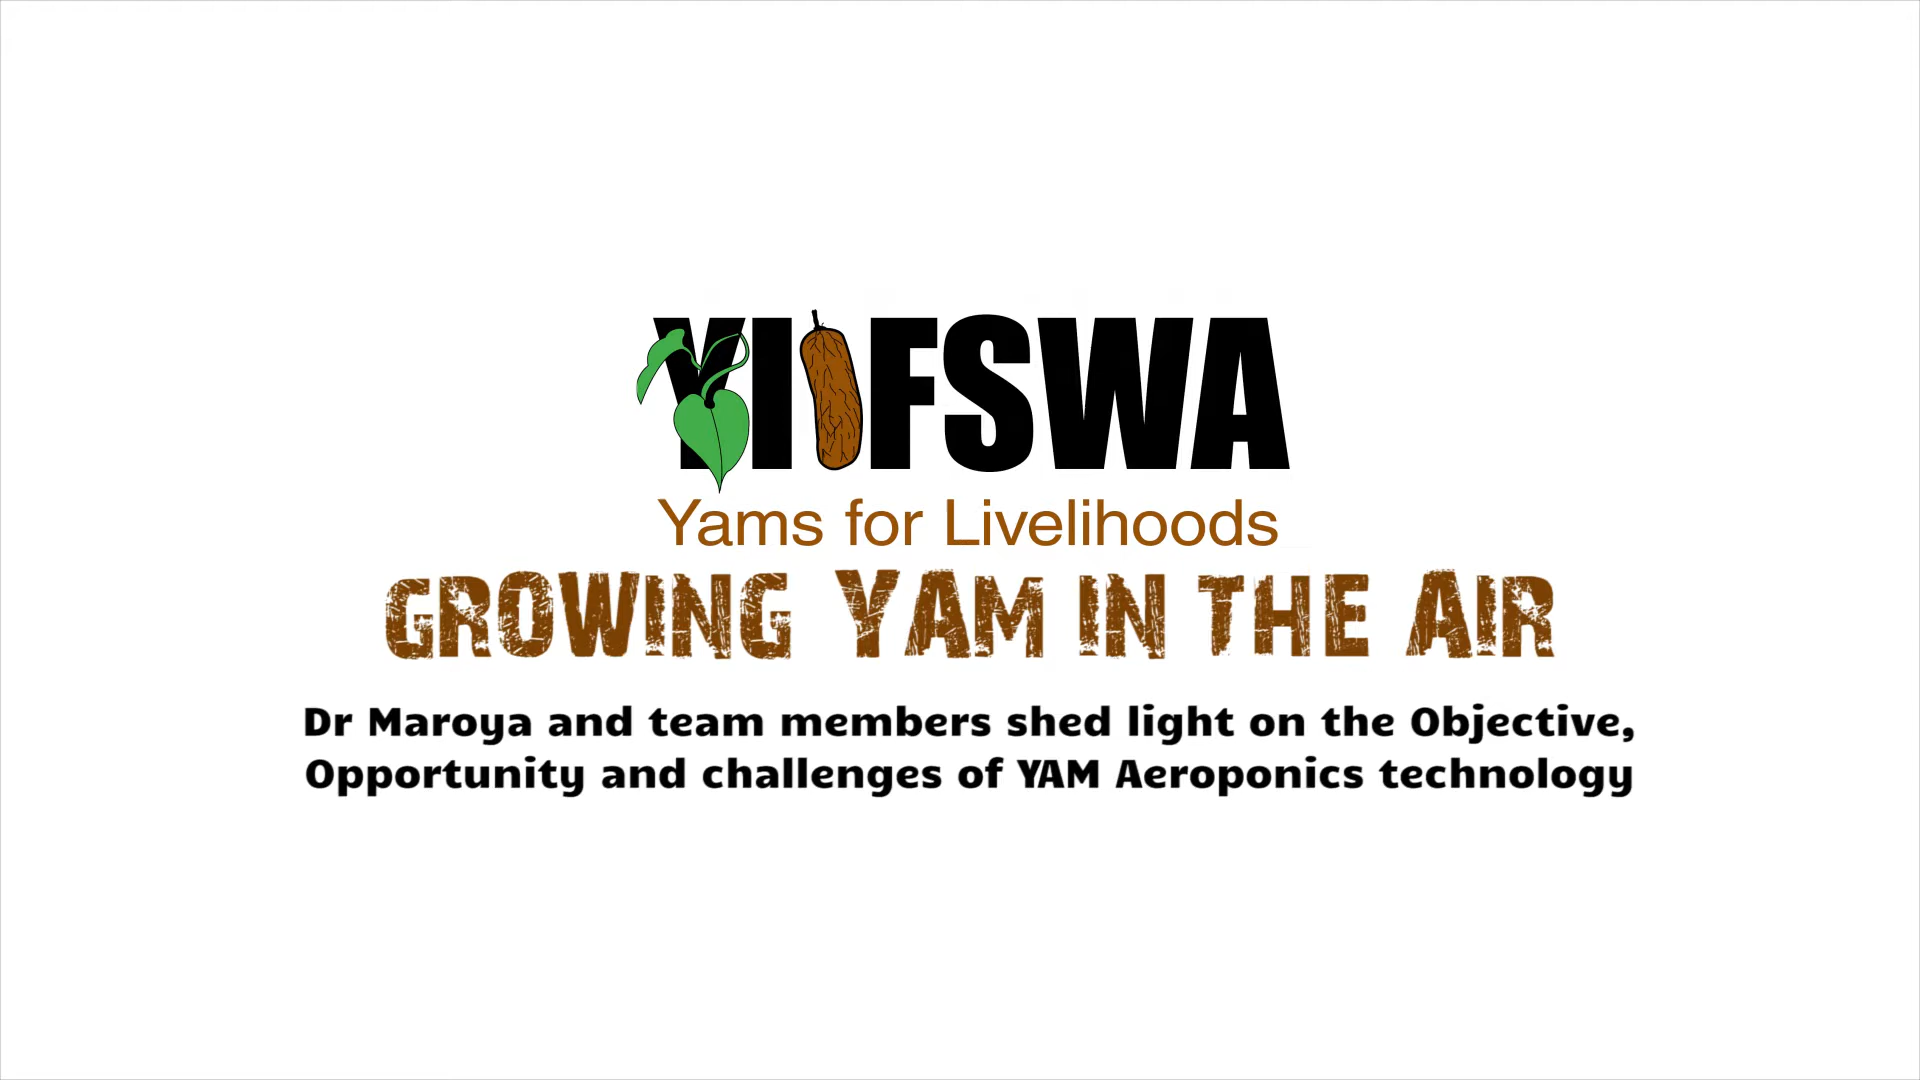 YIIFSWA
Yams for Livelihoods
GROWING YAM IN THE AIR
Dr Maroya and team members shed light on the Objective,
Opportunity and challenges of YAM Aeroponics technology